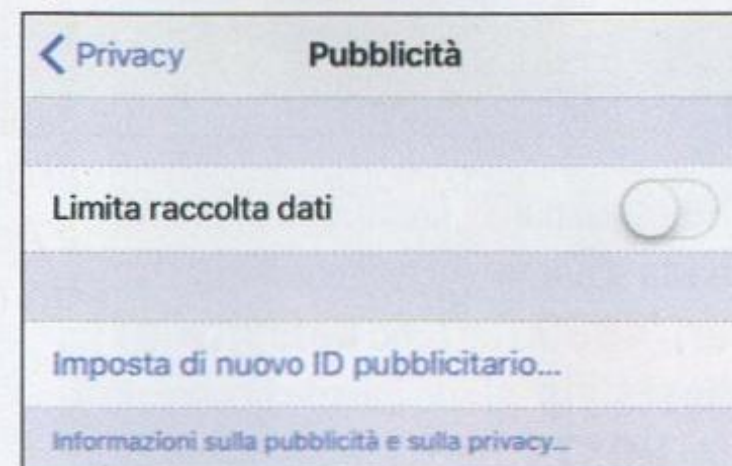 Privacy Pubblicità
Limita raccolta dati
Imposta di nuovo ID pubblicitario...
Informazioni sulla pubblicità e sulla privacy...